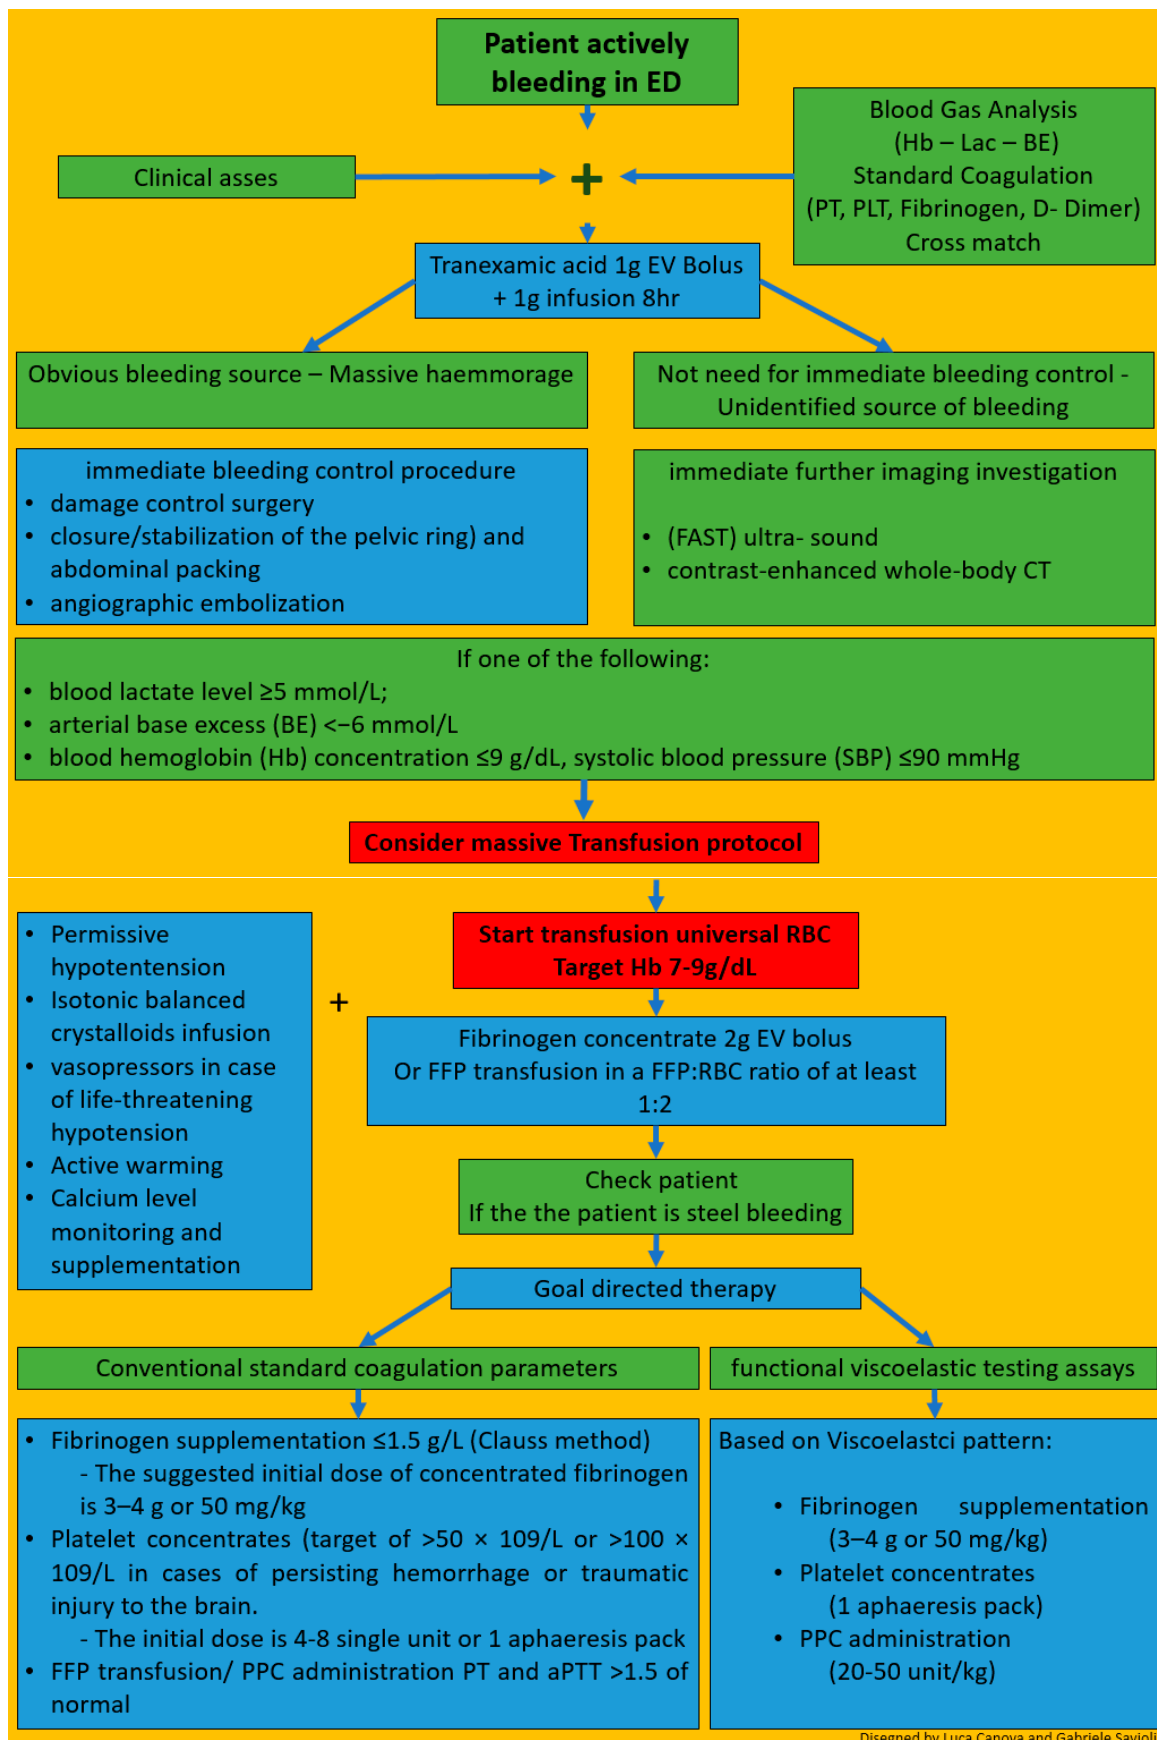 Patient actively
bleeding in ED
Blood Gas Analysis
(Hb – Lac – BE)
Standard Coagulation
(PT, PLT, Fibrinogen, D- Dimer)
Cross match
Clinical asses
+
Tranexamic acid 1g EV Bolus
+ 1g infusion 8hr
Obvious bleeding source – Massive haemmorage
Not need for immediate bleeding control -
Unidentified source of bleeding
immediate bleeding control procedure
• damage control surgery
• closure/stabilization of the pelvic ring) and
abdominal packing
• angiographic embolization
immediate further imaging investigation
• (FAST) ultra- sound
• contrast-enhanced whole-body CT
If one of the following:
• blood lactate level ≥5 mmol/L;
• arterial base excess (BE) <−6 mmol/L
• blood hemoglobin (Hb) concentration ≤9 g/dL, systolic blood pressure (SBP) ≤90 mmHg
Consider massive Transfusion protocol
• Permissive
hypotentension
• Isotonic balanced
crystalloids infusion
• vasopressors in case
of life-threatening
hypotension
• Active warming
• Calcium level
monitoring and
supplementation
+
Start transfusion universal RBC
Target Hb 7-9g/dL
Fibrinogen concentrate 2g EV bolus
Or FFP transfusion in a FFP:RBC ratio of at least
1:2
Check patient
If the the patient is steel bleeding
Goal directed therapy
Conventional standard coagulation parameters
functional viscoelastic testing assays
• Fibrinogen supplementation ≤1.5 g/L (Clauss method)
- The suggested initial dose of concentrated fibrinogen
is 3–4 g or 50 mg/kg
• Platelet concentrates (target of >50 × 109/L or >100 ×
109/L in cases of persisting hemorrhage or traumatic
injury to the brain.
- The initial dose is 4-8 single unit or 1 aphaeresis pack
• FFP transfusion/ PPC administration PT and aPTT >1.5 of
normal
Based on Viscoelastci pattern:
• Fibrinogen supplementation
(3–4 g or 50 mg/kg)
• Platelet concentrates
(1 aphaeresis pack)
• PPC administration
(20-50 unit/kg)
Disegned by Luca Canova and Gabriele Savioli